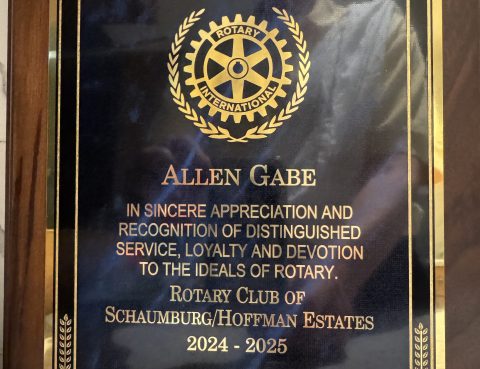 ROTARY
INTERNATIONAL
ALLEN GABE
IN SINCERE APPRECIATION AND
RECOGNITION OF DISTINGUISHED
SERVICE, LOYALTY AND DEVOTION
TO THE IDEALS OF ROTARY.
ROTARY CLUB OF
SCHAUMBURG/HOFFMAN ESTATES
2024 - 2025